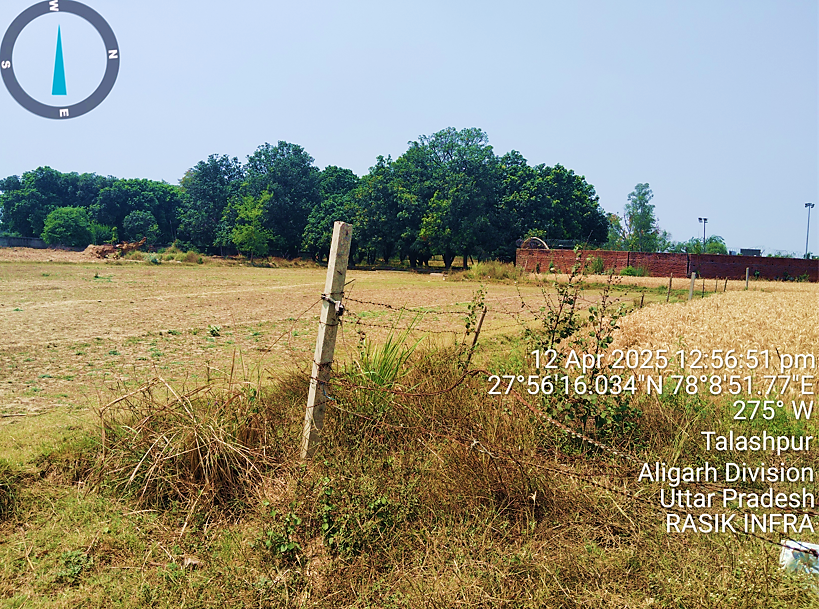 W
N
S
E
12 Apr 2025 12:56:51 pm
27°56'16.034"N 78°8'51.77"E
275° W
Talashpur
Aligarh Division
Uttar Pradesh
RASIK INFRA